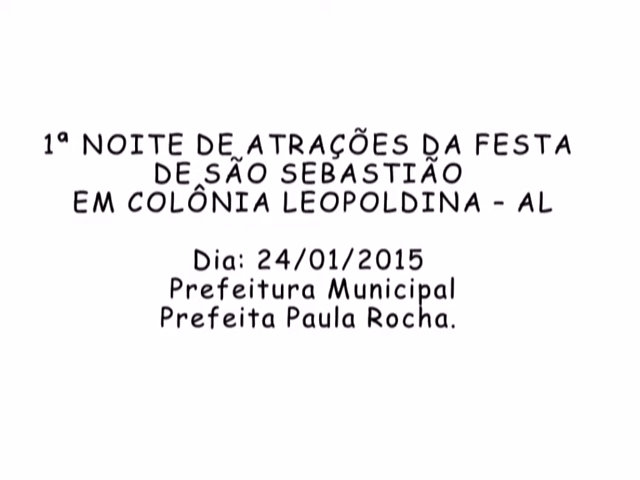 1ª NOITE DE ATRAÇÕES DA FESTA
DE SÃO SEBASTIÃO
EM COLÔNIA LEOPOLDINA - AL
Dia: 24/01/2015
Prefeitura Municipal
Prefeita Paula Rocha.